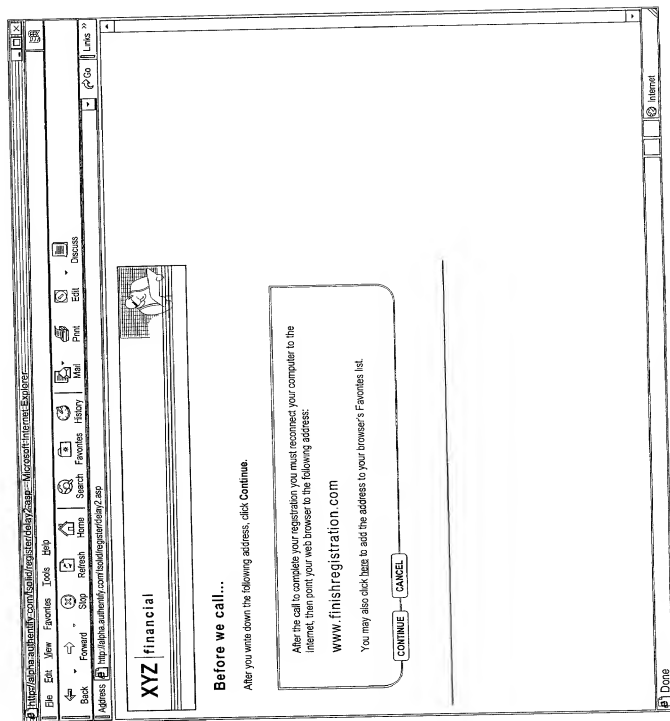 http://alpha.authentify.com/tsolid/register/delay2.asp - Microsoft Internet Explorer
File Edit View Favorites Tools Help
Back Forward Stop Refresh Home Search Favorites History Mail Print Edit Discuss
Address http://alpha.authentify.com/tsolid/register/delay2.asp Go Links »
XYZ financial
Before we call...
After you write down the following address, click Continue.
After the call to complete your registration you must reconnect your computer to the
Internet, then point your web browser to the following address:
www.finishregistration.com
You may also click here to add the address to your browser's Favorites list.
CONTINUE CANCEL
Done Internet